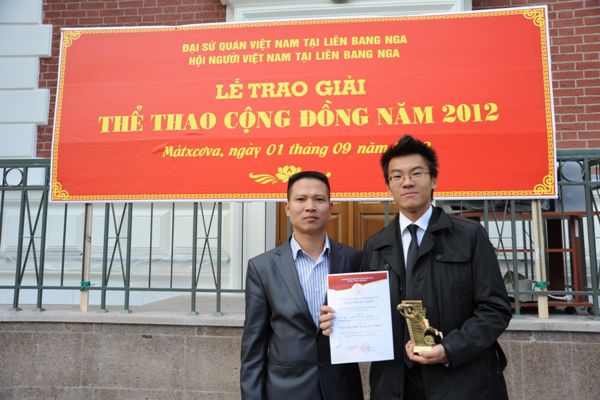 ĐẠI SỨ QUÁN VIỆT NAM TẠI LIÊN BANG NGA
HỘI NGƯỜI VIỆT NAM TẠI LIÊN BANG NGA
LỄ TRAO GIẢI
THỂ THAO CỘNG ĐỒNG NĂM 2012
Mátxcơva, ngày 01 tháng 09 năm